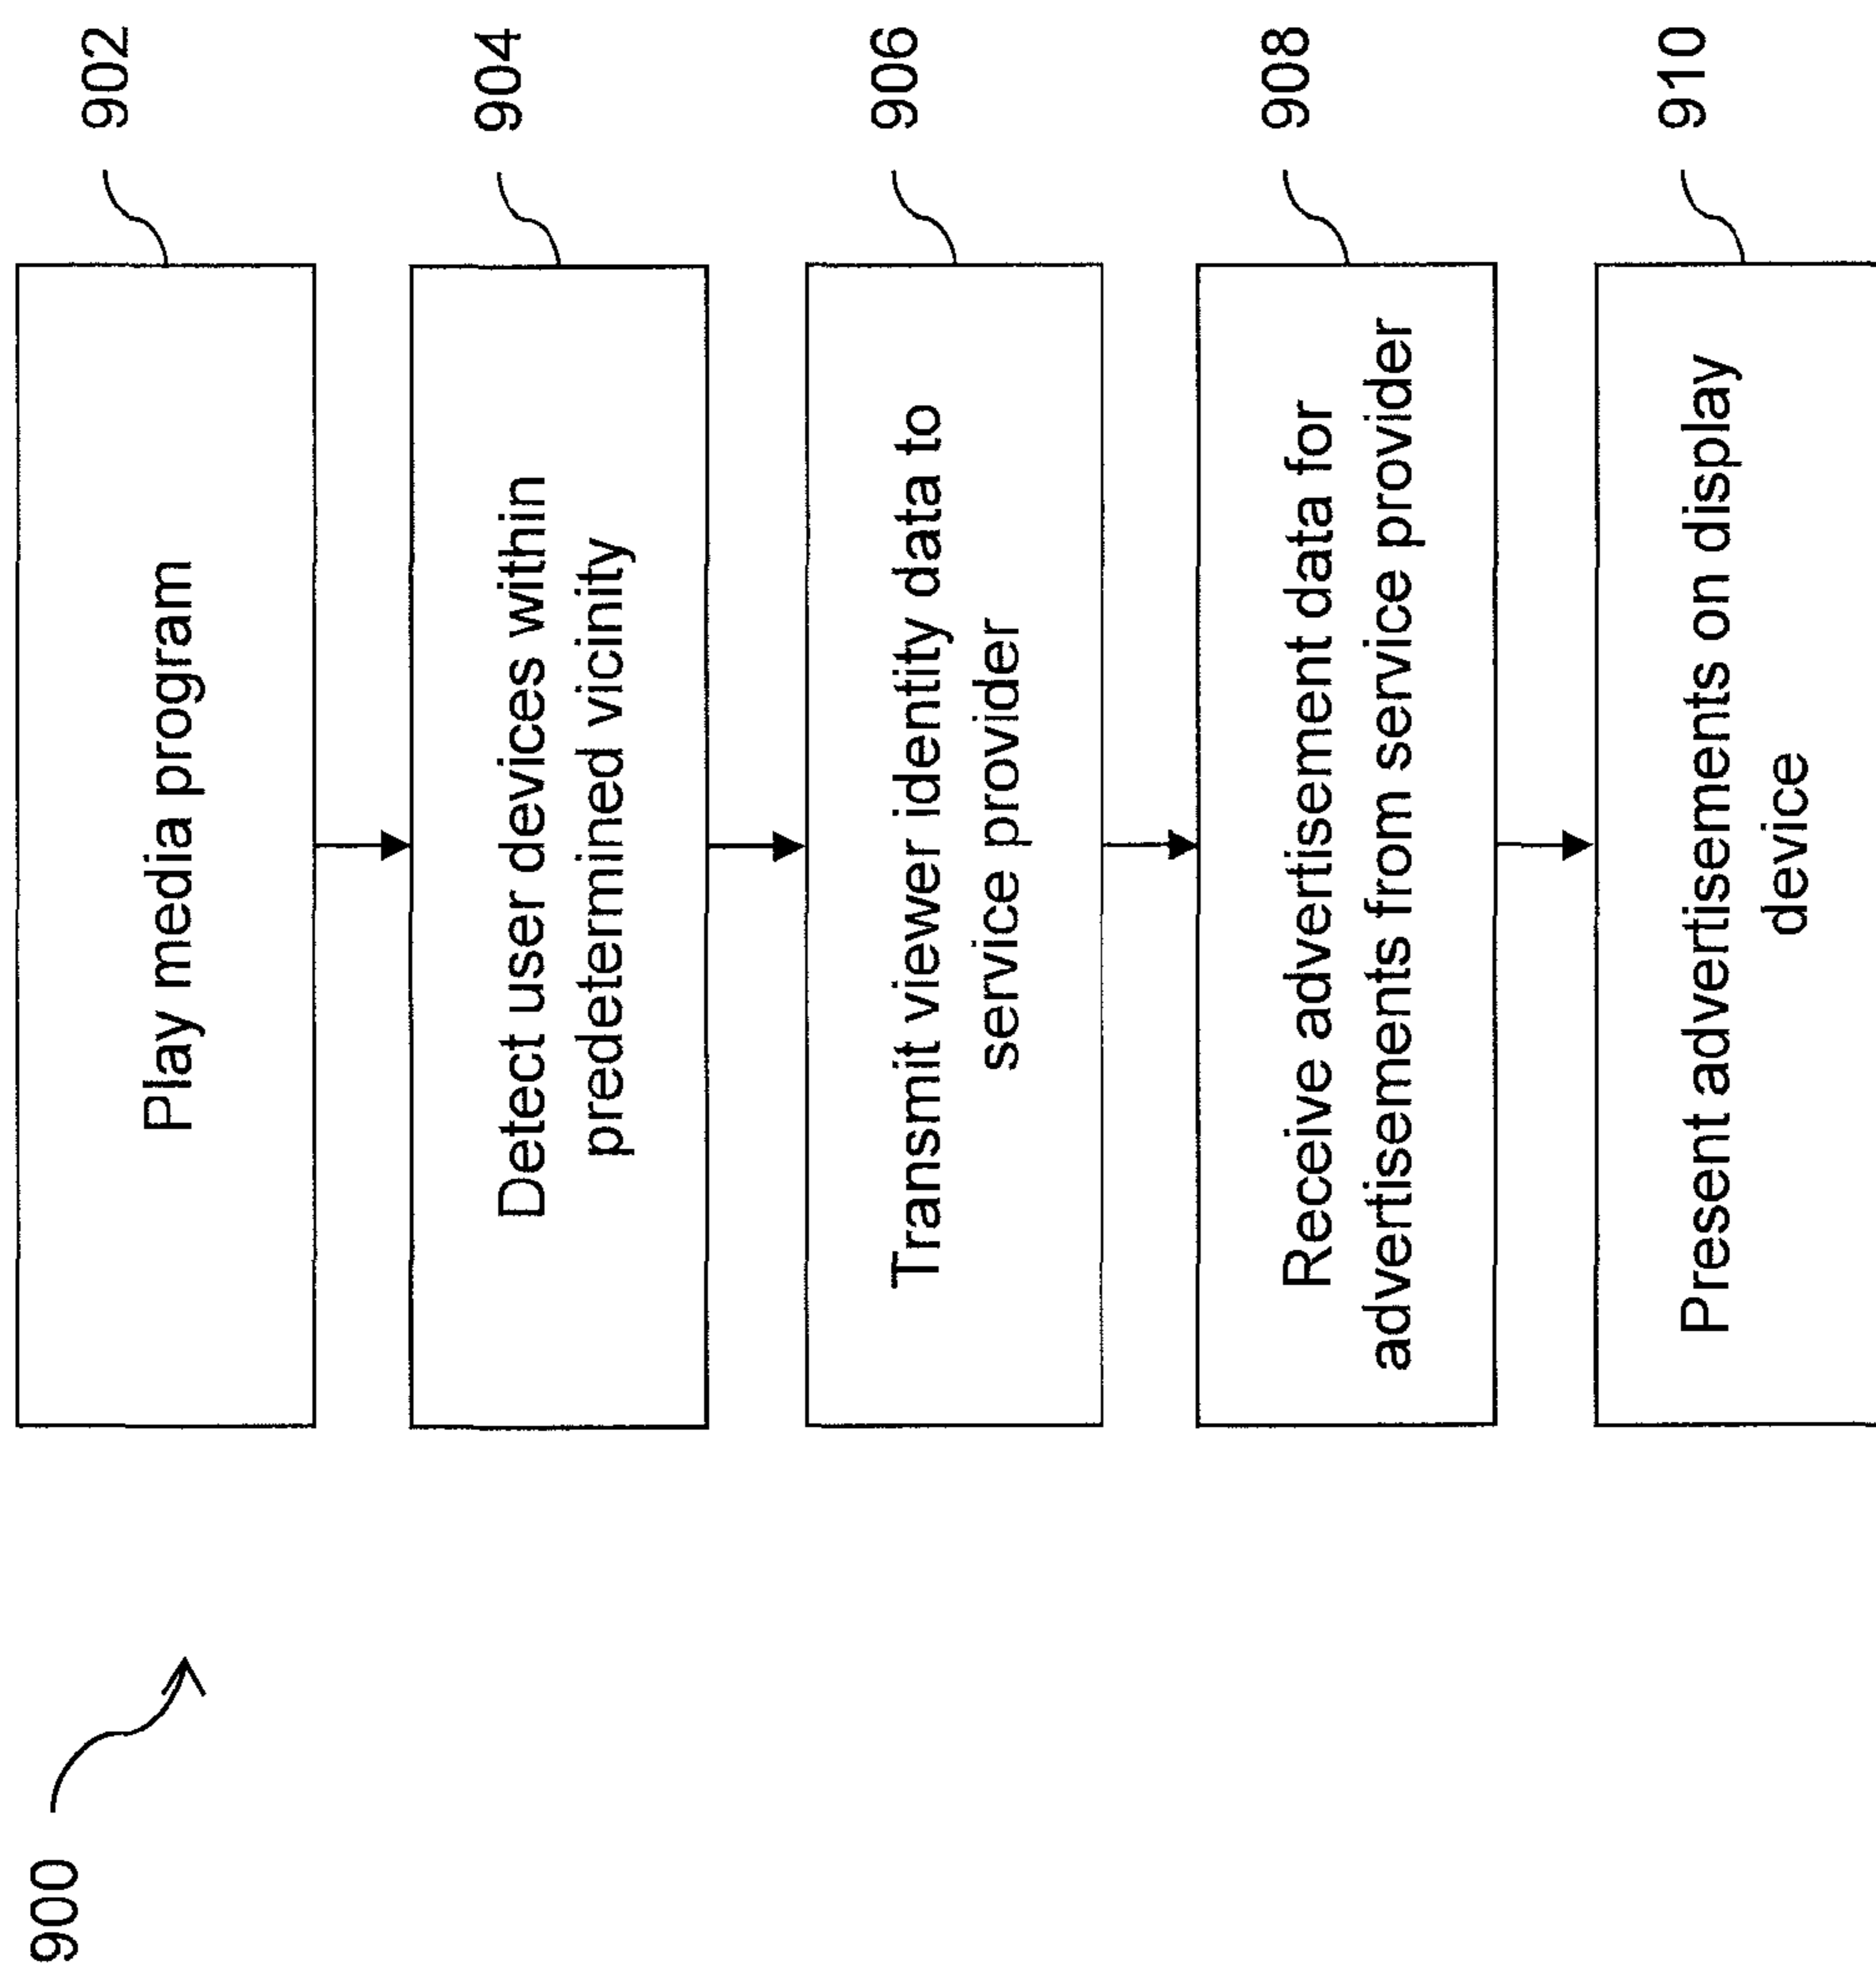 900
902
Play media program
904
Detect user devices within
predetermined vicinity
906
Transmit viewer identity data to
service provider
908
Receive advertisement data for
advertisements from service provider
910
Present advertisements on display
device